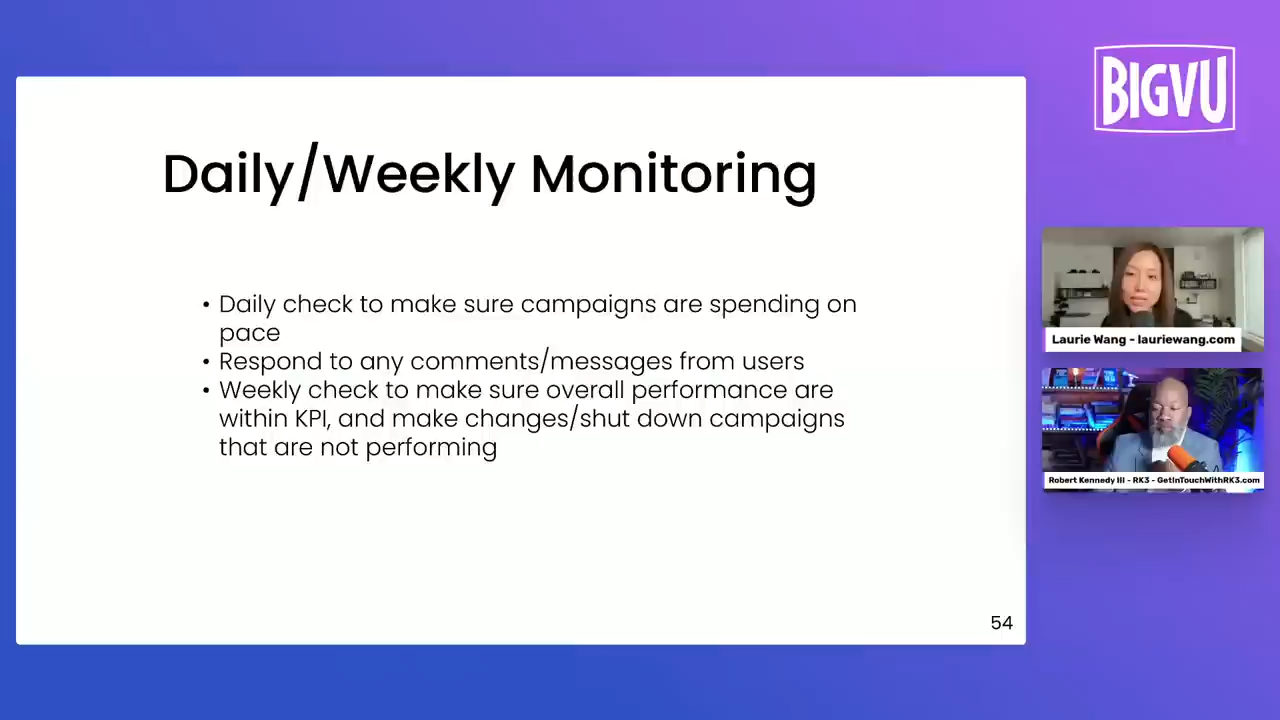 BIGVU
Daily/Weekly Monitoring
• Daily check to make sure campaigns are spending on
pace
• Respond to any comments/messages from users
• Weekly check to make sure overall performance are
within KPI, and make changes/shut down campaigns
that are not performing
54
Laurie Wang - lauriewang.com
Robert Kennedy III - RK3 - GetInTouchWithRK3.com